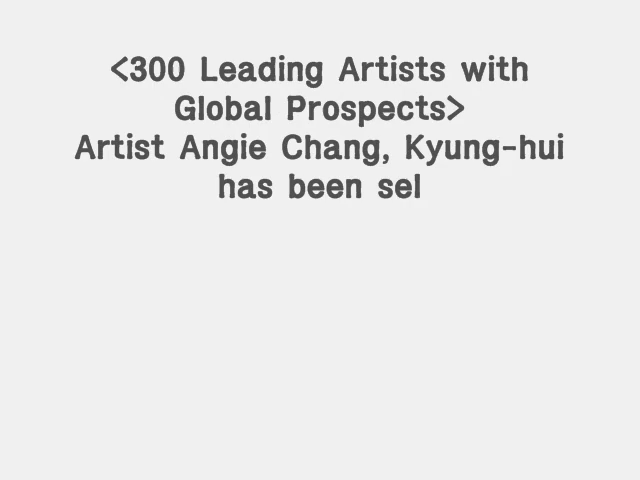 <300 Leading Artists with
Global Prospects>
Artist Angie Chang, Kyung-hui
has been sel